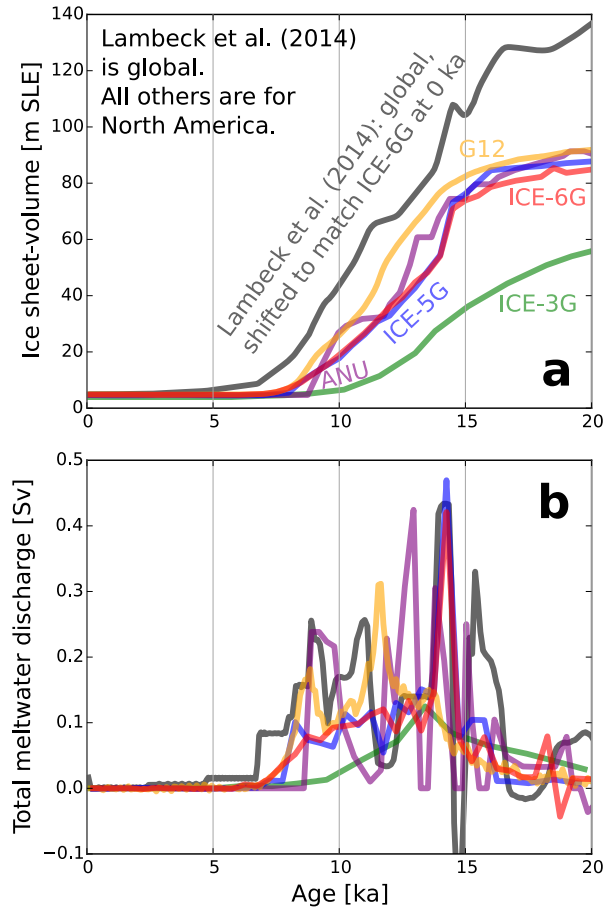 140
120
100
80
60
40
20
0
Ice sheet-volume [m SLE]
Lambeck et al. (2014)
is global.
All others are for
North America.
Lambeck et al. (2014): global,
shifted to match ICE-6G at 0 ka
G12
ICE-6G
ICE-5G
ICE-3G
ANU
a
0
5
10
15
20
0.5
0.4
0.3
0.2
0.1
0.0
−0.1
Total meltwater discharge [Sv]
b
0
5
10
15
20
Age [ka]